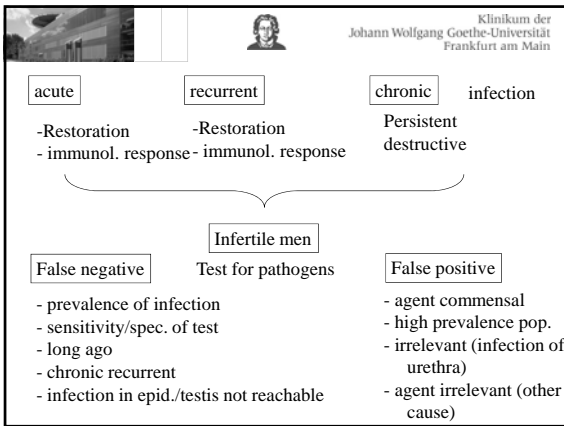 Klinikum der
Johann Wolfgang Goethe-Universität
Frankfurt am Main
acute
recurrent
chronic
infection
-Restoration
- immunol. response
-Restoration
- immunol. response
Persistent
destructive
Infertile men
Test for pathogens
False negative
- prevalence of infection
- sensitivity/spec. of test
- long ago
- chronic recurrent
- infection in epid./testis not reachable
False positive
- agent commensal
- high prevalence pop.
- irrelevant (infection of
urethra)
- agent irrelevant (other
cause)